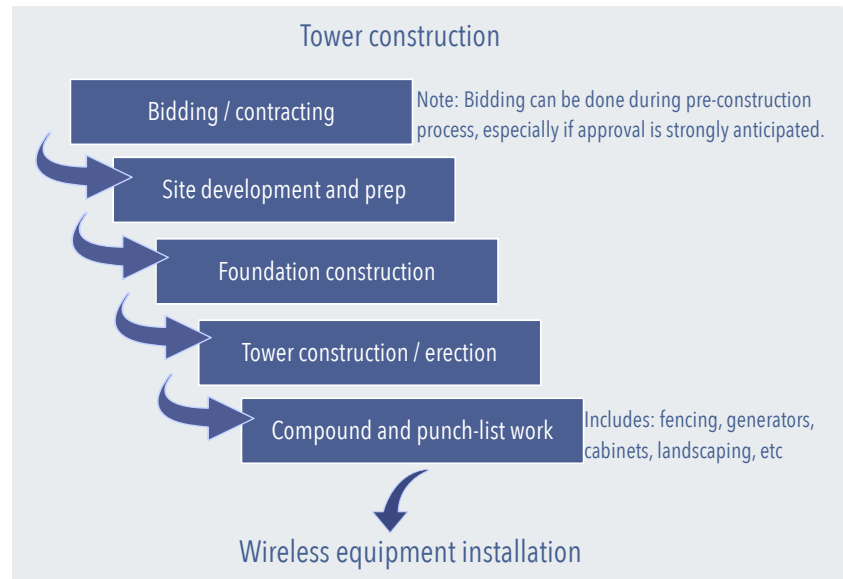 Tower construction
Bidding / contracting
Note: Bidding can be done during pre-construction
process, especially if approval is strongly anticipated.
Site development and prep
Foundation construction
Tower construction / erection
Compound and punch-list work
Includes: fencing, generators,
cabinets, landscaping, etc
Wireless equipment installation